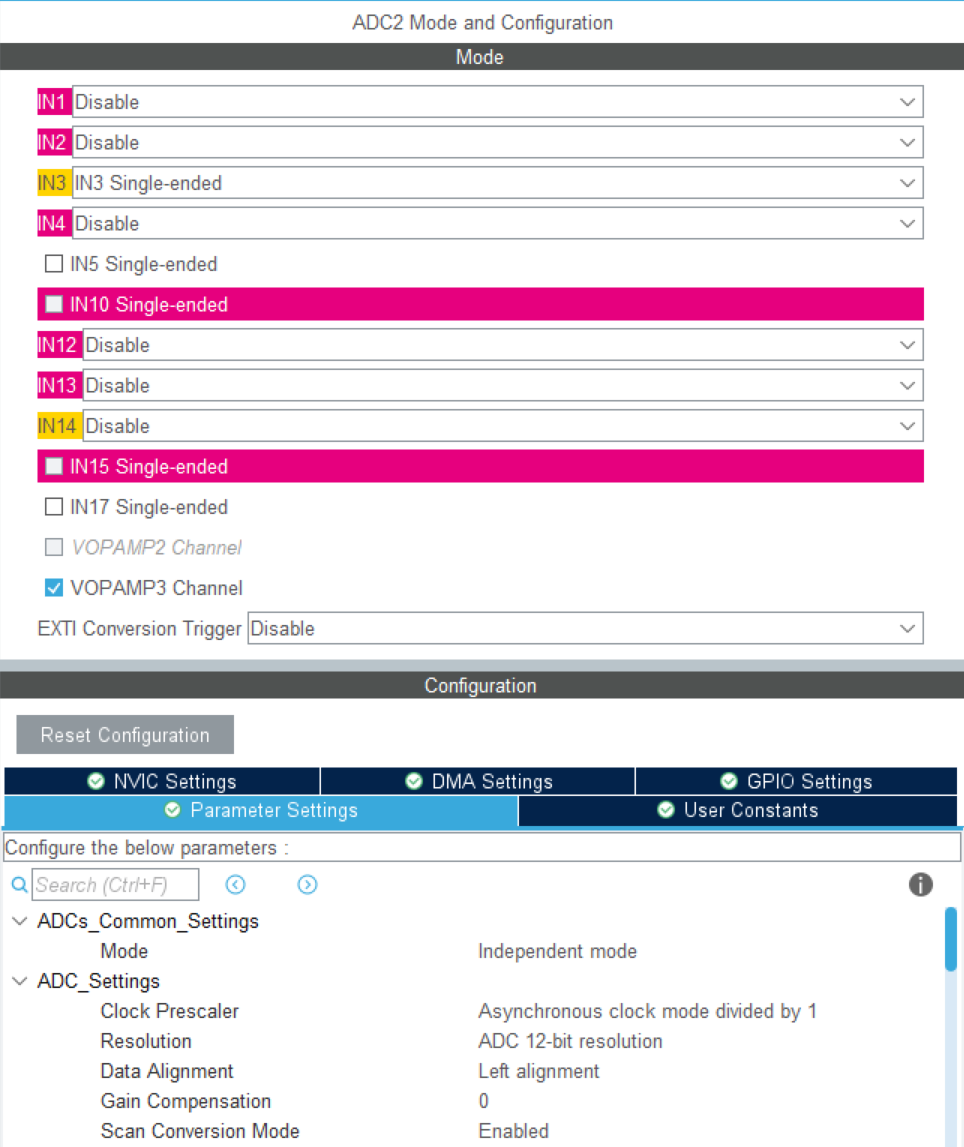 ADC2 Mode and Configuration
Mode
IN1 Disable
IN2 Disable
IN3 IN3 Single-ended
IN4 Disable
IN5 Single-ended
IN10 Single-ended
IN12 Disable
IN13 Disable
IN14 Disable
IN15 Single-ended
IN17 Single-ended
VOPAMP2 Channel
VOPAMP3 Channel
EXTI Conversion Trigger Disable
Configuration
Reset Configuration
NVIC Settings DMA Settings GPIO Settings
Parameter Settings User Constants
Configure the below parameters :
Search (Ctrl+F)
ADCs_Common_Settings
Mode Independent mode
ADC_Settings
Clock Prescaler Asynchronous clock mode divided by 1
Resolution ADC 12-bit resolution
Data Alignment Left alignment
Gain Compensation 0
Scan Conversion Mode Enabled